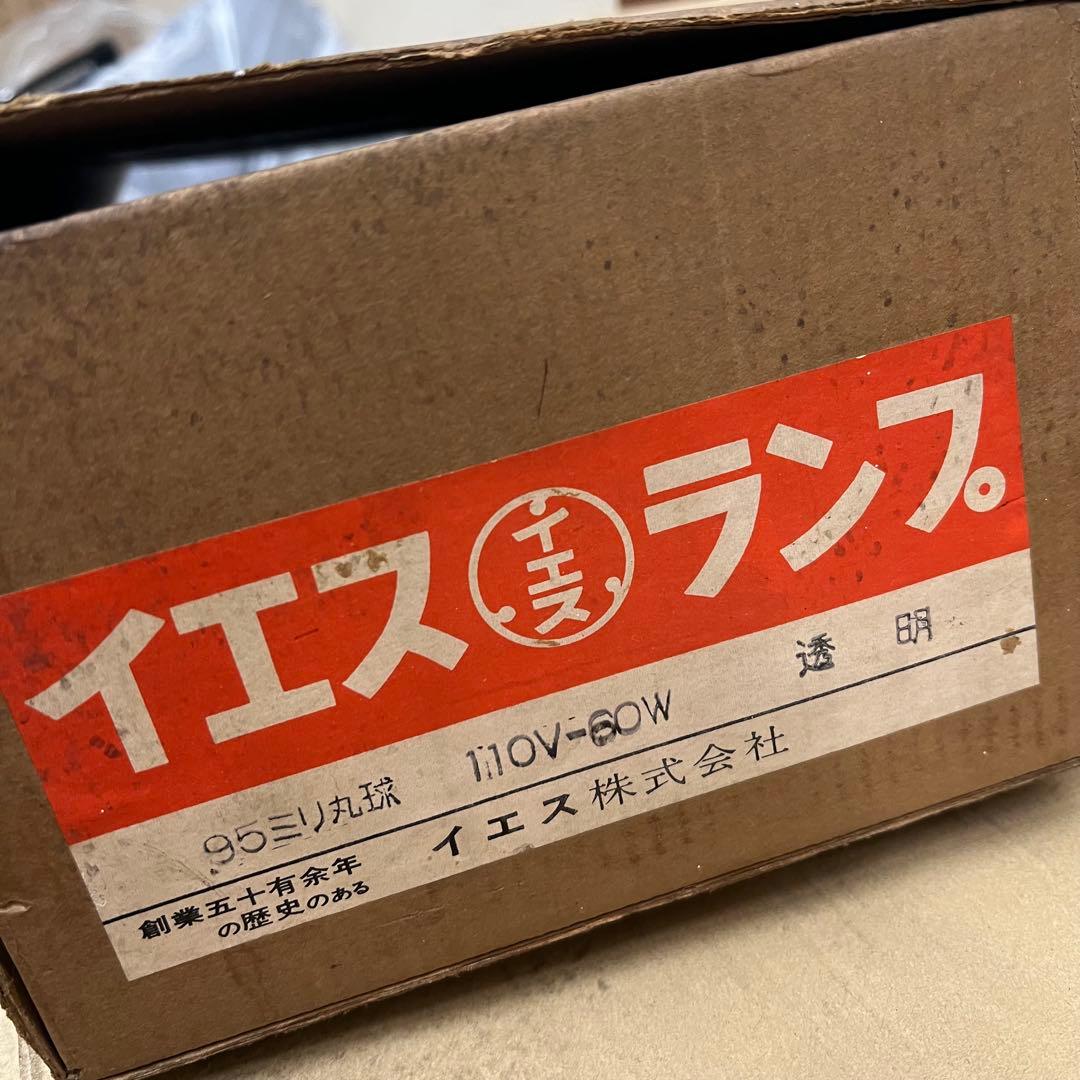 イエス イエス ランプ
95ミリ丸球 110V-60W 透明
創業五十有余年
の歴史のある
イエス株式会社